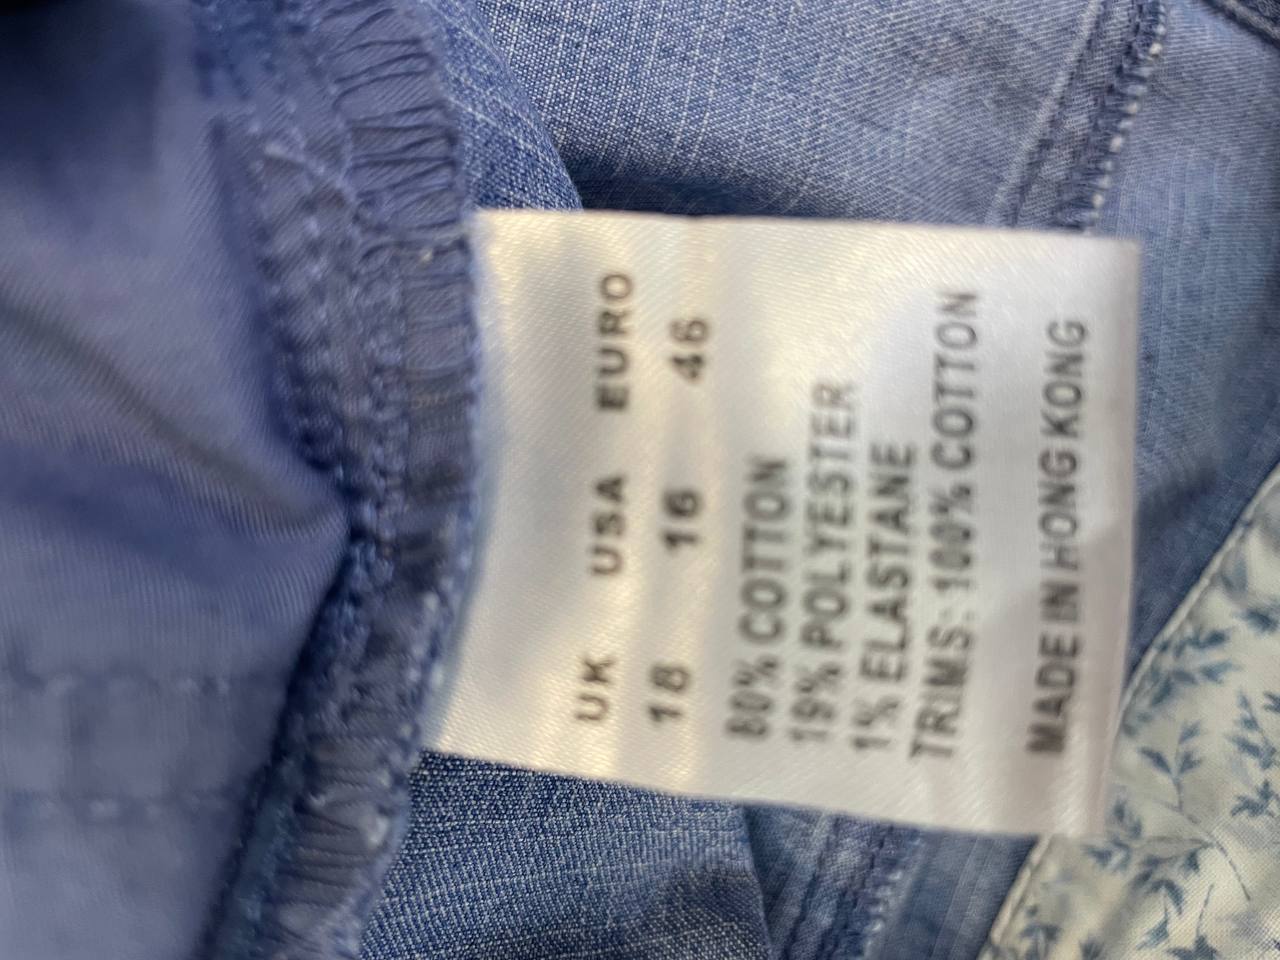 UK USA EURO
18 16 46
80% COTTON
19% POLYESTER
1% ELASTANE
TRIMS: 100% COTTON
MADE IN HONG KONG